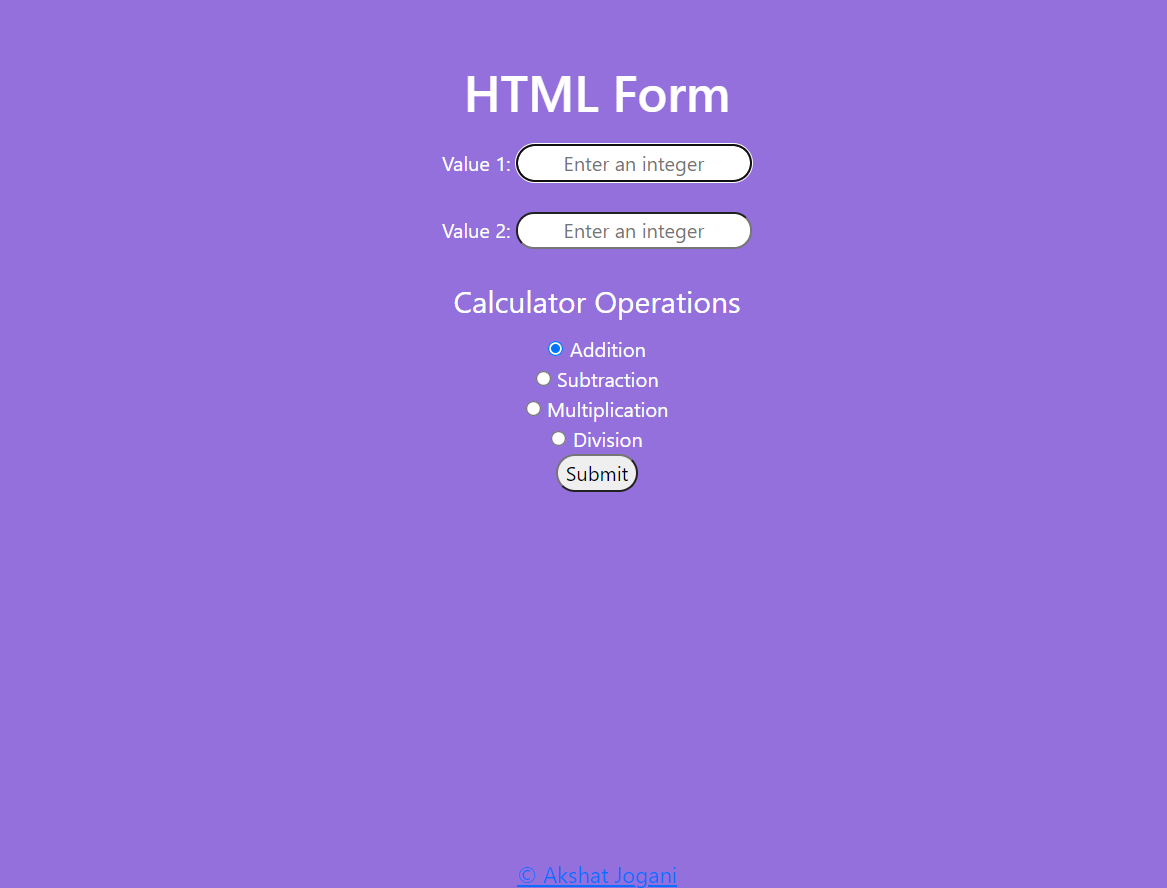 HTML Form
Value 1: Enter an integer
Value 2: Enter an integer
Calculator Operations
Addition
Subtraction
Multiplication
Division
Submit
© Akshat Jogani